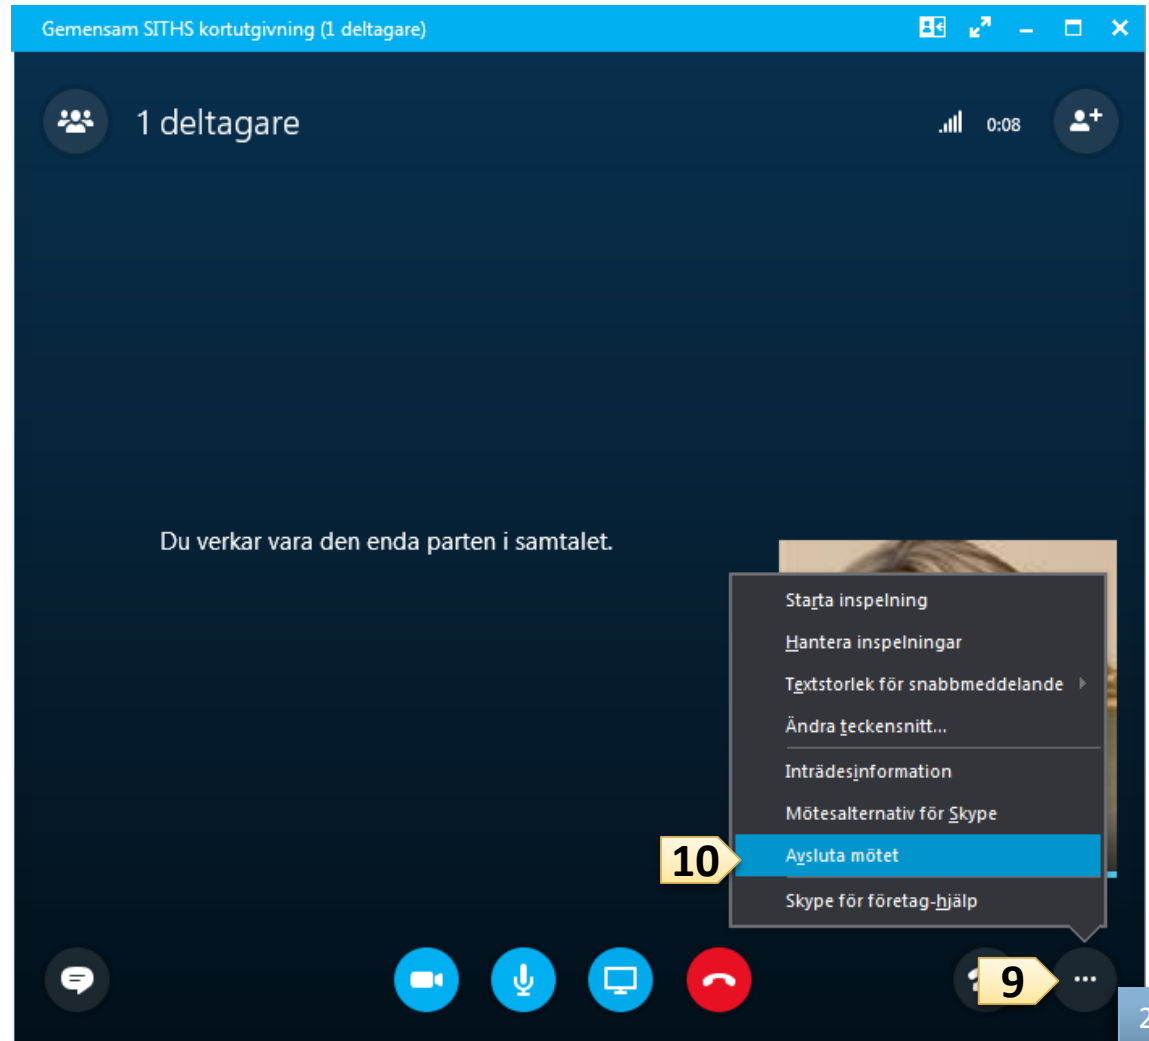 Gemensam SITHS kortutgivning (1 deltagare)
1 deltagare
0:08
Du verkar vara den enda parten i samtalet.
Starta inspelning
Hantera inspelningar
Textstorlek för snabbmeddelande
Ändra teckensnitt...
Inträdesinformation
Mötesalternativ för Skype
10
Avsluta mötet
Skype för företag-hjälp
9
2